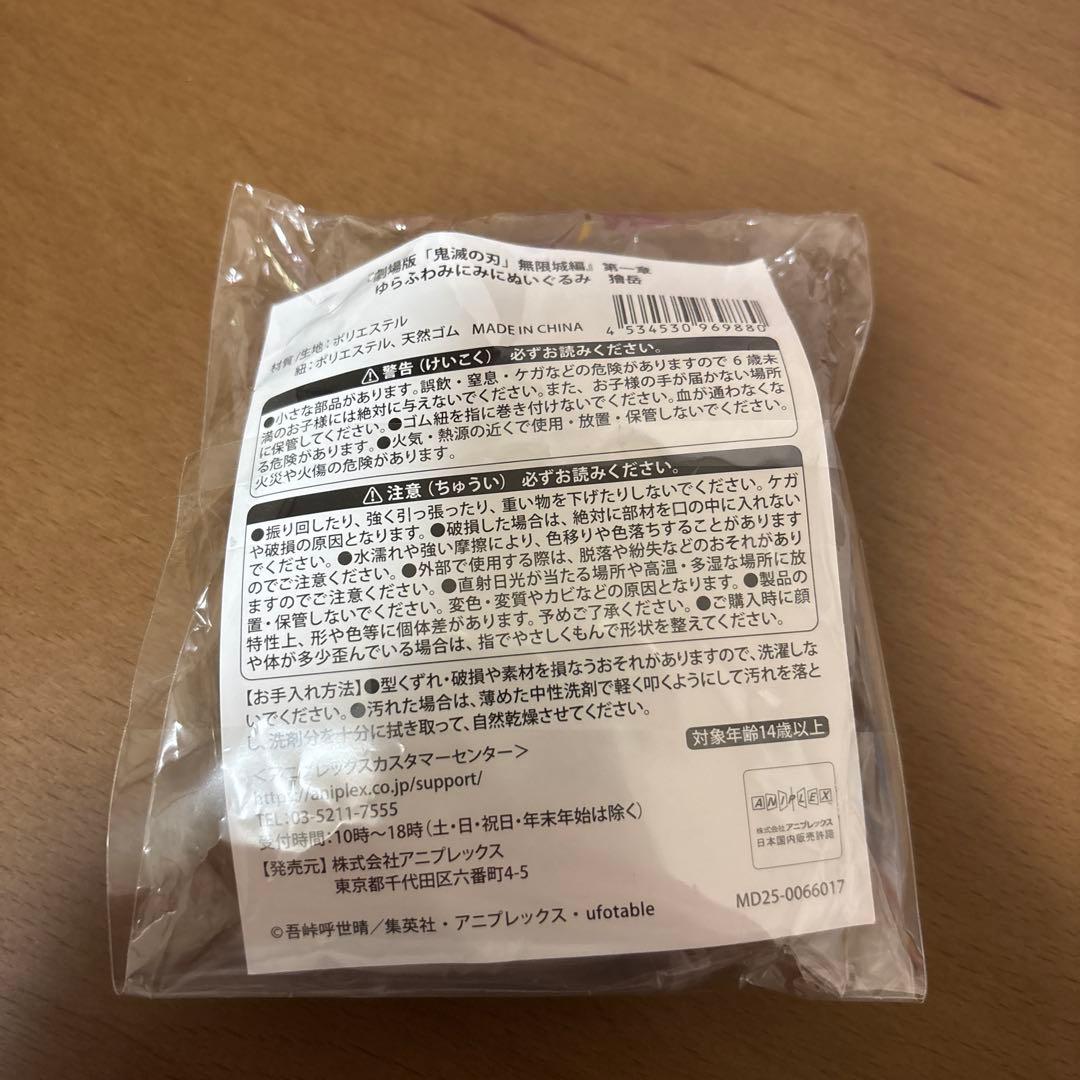 『劇場版「鬼滅の刃」無限城編』第一章
ゆらふわみにみにぬいぐるみ 獪岳
材質/生地：ポリエステル
紐：ポリエステル、天然ゴム MADE IN CHINA
4 534530 969880
警告（けいこく） 必ずお読みください。
●小さな部品があります。誤飲・窒息・ケガなどの危険がありますので6歳未
満のお子様には絶対に与えないでください。また、お子様の手が届かない場所
に保管してください。●ゴム紐を指に巻き付けないでください。血が通わなくな
る危険があります。●火気・熱源の近くで使用・放置・保管しないでください。
火災や火傷の危険があります。
注意（ちゅうい） 必ずお読みください。
●振り回したり、強く引っ張ったり、重い物を下げたりしないでください。ケガ
や破損の原因となります。●破損した場合は、絶対に部材を口の中に入れない
でください。●水濡れや強い摩擦により、色移りや色落ちすることがあります
のでご注意ください。●外部で使用する際は、脱落や紛失などのおそれがあり
ますのでご注意ください。●直射日光が当たる場所や高温・多湿な場所に放
置・保管しないでください。変色・変質やカビなどの原因となります。●製品の
特性上、形や色等に個体差があります。予めご了承ください。●ご購入時に顔
や体が多少歪んでいる場合は、指でやさしくもんで形状を整えてください。
【お手入れ方法】●型くずれ・破損や素材を損なうおそれがありますので、洗濯しな
いでください。●汚れた場合は、薄めた中性洗剤で軽く叩くようにして汚れを落と
し、洗剤分を十分に拭き取って、自然乾燥させてください。
対象年齢14歳以上
＜アニプレックスカスタマーセンター＞
https://aniplex.co.jp/support/
TEL：03-5211-7555
受付時間：10時～18時（土・日・祝日・年末年始は除く）
【発売元】株式会社アニプレックス
東京都千代田区六番町4-5
ANIPLEX
株式会社アニプレックス
日本国内販売許諾
MD25-0066017
©吾峠呼世晴／集英社・アニプレックス・ufotable